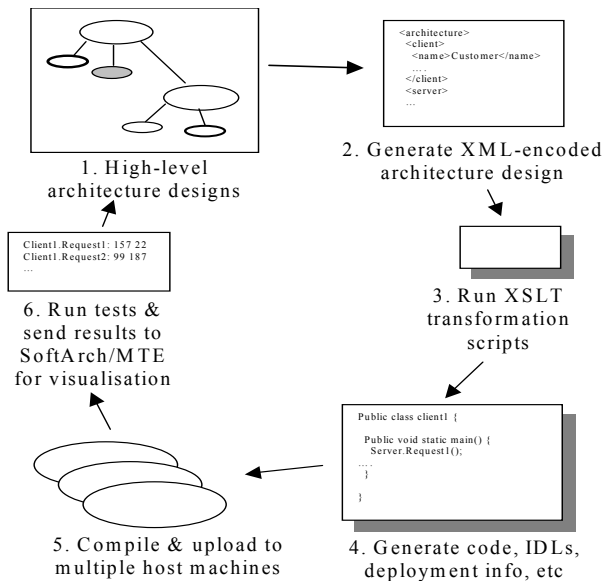 <architecture>
<client>
<name>Customer</name>
....
</client>
<server>
...
1. High-level
architecture designs
2. Generate XML-encoded
architecture design
Client1.Request1: 157 22
Client1.Request2: 99 187
...
3. Run XSLT
transformation
scripts
6. Run tests &
send results to
SoftArch/MTE
for visualisation
Public class client1 {
Public void static main() {
Server.Request1();
....
}
}
5. Compile & upload to
multiple host machines
4. Generate code, IDLs,
deployment info, etc